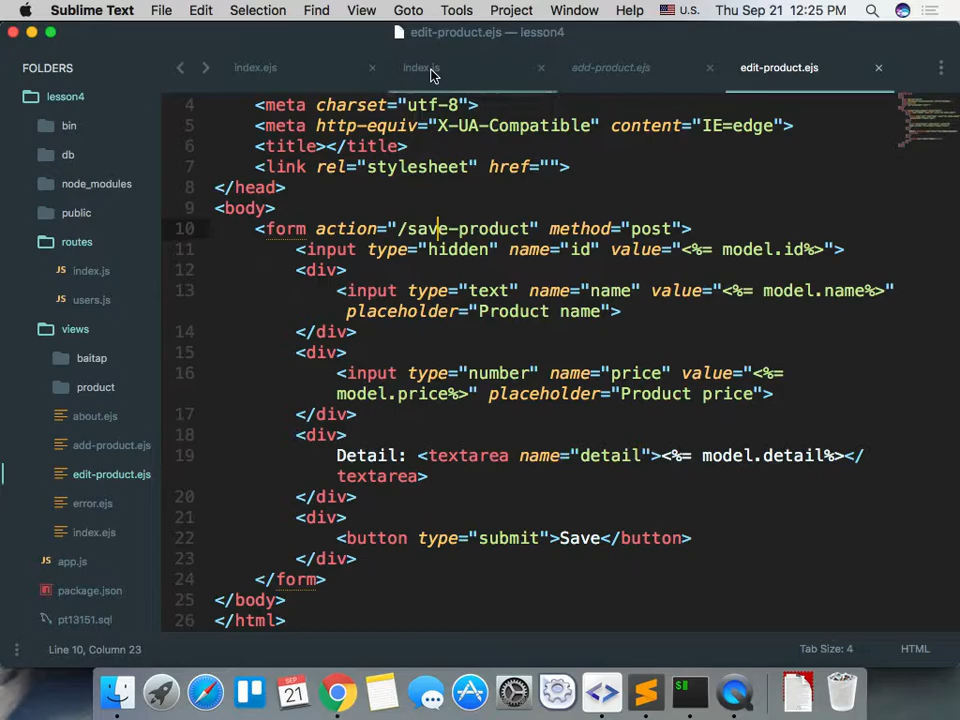 Sublime Text File Edit Selection Find View Goto Tools Project Window Help U.S. Thu Sep 21 12:25 PM
edit-product.ejs — lesson4
FOLDERS
index.ejs
index.js
add-product.ejs
edit-product.ejs
lesson4
bin
db
node_modules
public
routes
index.js
users.js
views
baitap
product
about.ejs
add-product.ejs
edit-product.ejs
error.ejs
index.ejs
app.js
package.json
pt13151.sql
4 <meta charset="utf-8">
5 <meta http-equiv="X-UA-Compatible" content="IE=edge">
6 <title></title>
7 <link rel="stylesheet" href="">
8 </head>
9 <body>
10 <form action="/save-product" method="post">
11 <input type="hidden" name="id" value="<%= model.id%>">
12 <div>
13 <input type="text" name="name" value="<%= model.name%>"
placeholder="Product name">
14 </div>
15 <div>
16 <input type="number" name="price" value="<%=
model.price%>" placeholder="Product price">
17 </div>
18 <div>
19 Detail: <textarea name="detail"><%= model.detail%></
textarea>
20 </div>
21 <div>
22 <button type="submit">Save</button>
23 </div>
24 </form>
25 </body>
26 </html>
Line 10, Column 23
Tab Size: 4
HTML
SEP
21